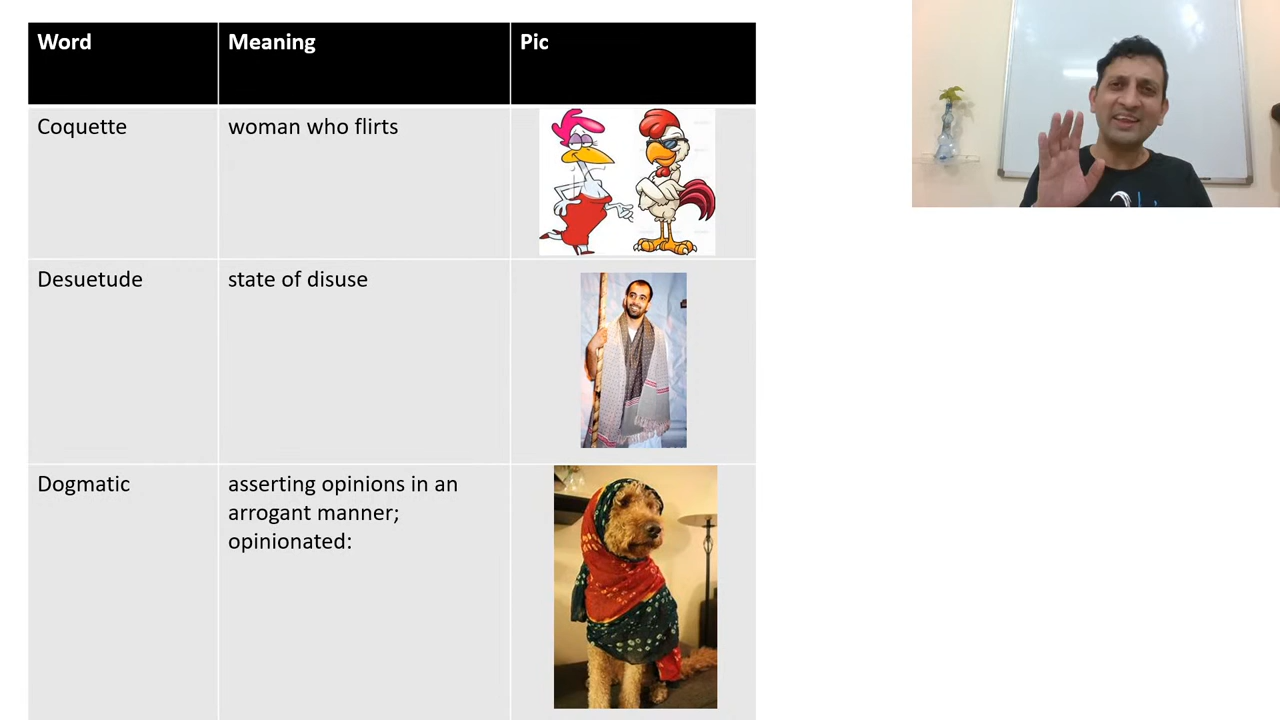 Word Meaning Pic
Coquette woman who flirts
Desuetude state of disuse
Dogmatic asserting opinions in an
arrogant manner;
opinionated: